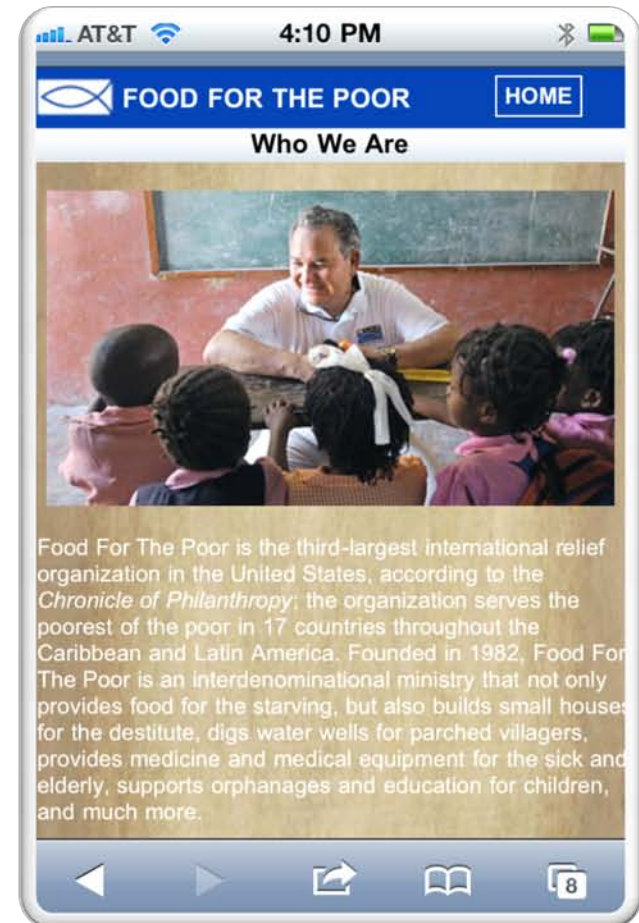 AT&T 4:10 PM
FOOD FOR THE POOR HOME
Who We Are
Food For The Poor is the third-largest international relief
organization in the United States, according to the
Chronicle of Philanthropy; the organization serves the
poorest of the poor in 17 countries throughout the
Caribbean and Latin America. Founded in 1982, Food For
The Poor is an interdenominational ministry that not only
provides food for the starving, but also builds small houses
for the destitute, digs water wells for parched villagers,
provides medicine and medical equipment for the sick and
elderly, supports orphanages and education for children,
and much more.
8